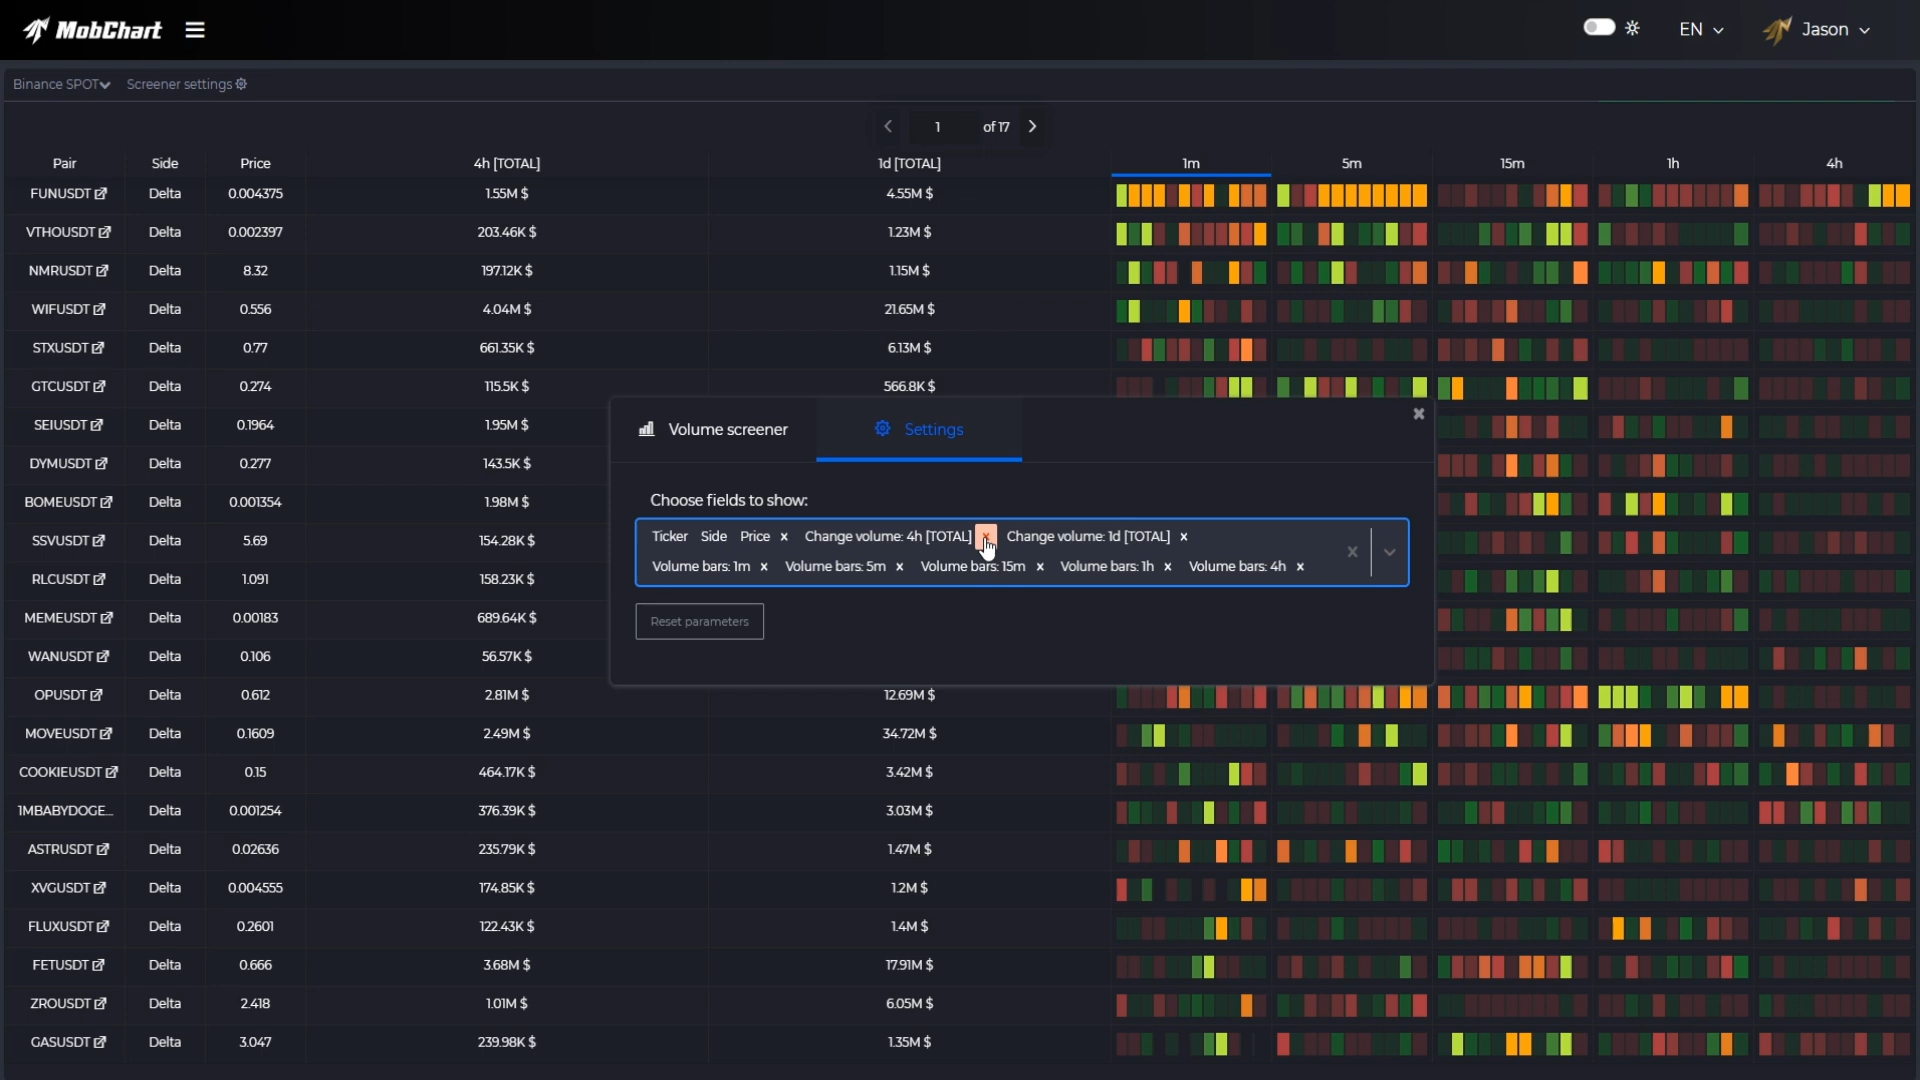 MobChart EN Jason
Binance SPOT Screener settings
1 of 17
Pair Side Price 4h [TOTAL] 1d [TOTAL] 1m 5m 15m 1h 4h
FUNUSDT Delta 0.004375 1.55M $ 4.55M $
VTHOUSDT Delta 0.002397 203.46K $ 1.23M $
NMRUSDT Delta 8.32 197.12K $ 1.15M $
WIFUSDT Delta 0.556 4.04M $ 21.65M $
STXUSDT Delta 0.77 661.35K $ 6.13M $
GTCUSDT Delta 0.274 115.5K $ 566.8K $
SEIUSDT Delta 0.1964 1.95M $
DYMUSDT Delta 0.277 143.5K $
BOMEUSDT Delta 0.001354 1.98M $
SSVUSDT Delta 5.69 154.28K $
RLCUSDT Delta 1.091 158.23K $
MEMEUSDT Delta 0.00183 689.64K $
WANUSDT Delta 0.106 56.57K $
OPUSDT Delta 0.612 2.81M $ 12.69M $
MOVEUSDT Delta 0.1609 2.49M $ 34.72M $
COOKIEUSDT Delta 0.15 464.17K $ 3.42M $
1MBABYDOGE... Delta 0.001254 376.39K $ 3.03M $
ASTRUSDT Delta 0.02636 235.79K $ 1.47M $
XVGUSDT Delta 0.004555 174.85K $ 1.2M $
FLUXUSDT Delta 0.2601 122.43K $ 1.4M $
FETUSDT Delta 0.666 3.68M $ 17.91M $
ZROUSDT Delta 2.418 1.01M $ 6.05M $
GASUSDT Delta 3.047 239.98K $ 1.35M $
Volume screener Settings
Choose fields to show:
Ticker Side Price Change volume: 4h [TOTAL] Change volume: 1d [TOTAL]
Volume bars: 1m Volume bars: 5m Volume bars: 15m Volume bars: 1h Volume bars: 4h
Reset parameters